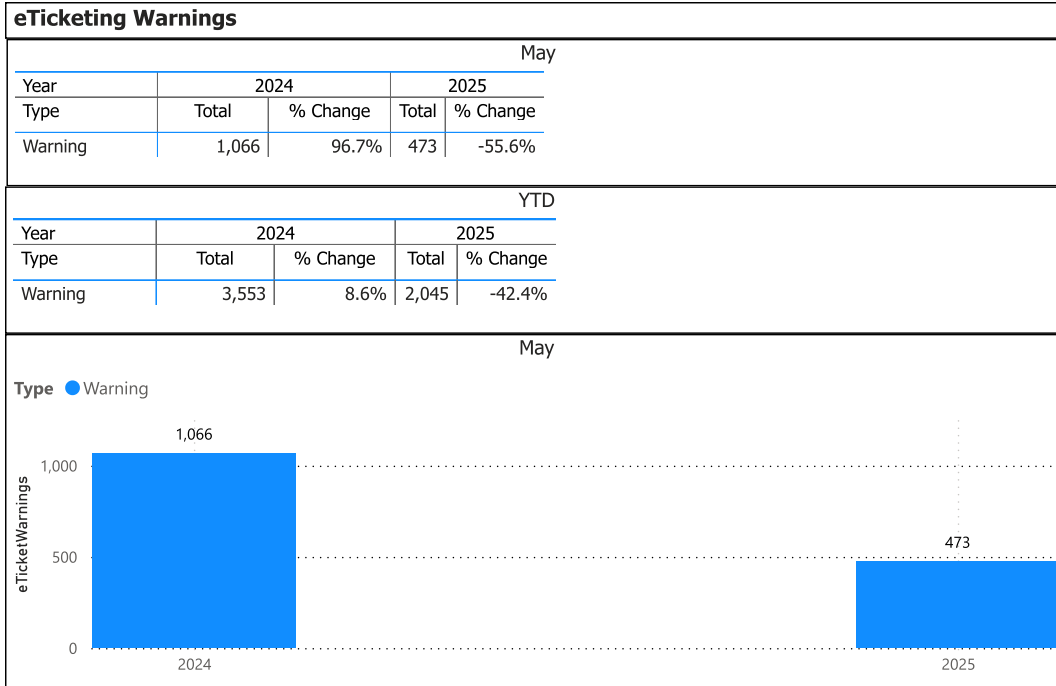 eTicketing Warnings
May
Year 2024 2025
Type Total % Change Total % Change
Warning 1,066 96.7% 473 -55.6%
YTD
Year 2024 2025
Type Total % Change Total % Change
Warning 3,553 8.6% 2,045 -42.4%
May
Type Warning
1,066
1,000
473
500
0
eTicketWarnings
2024 2025